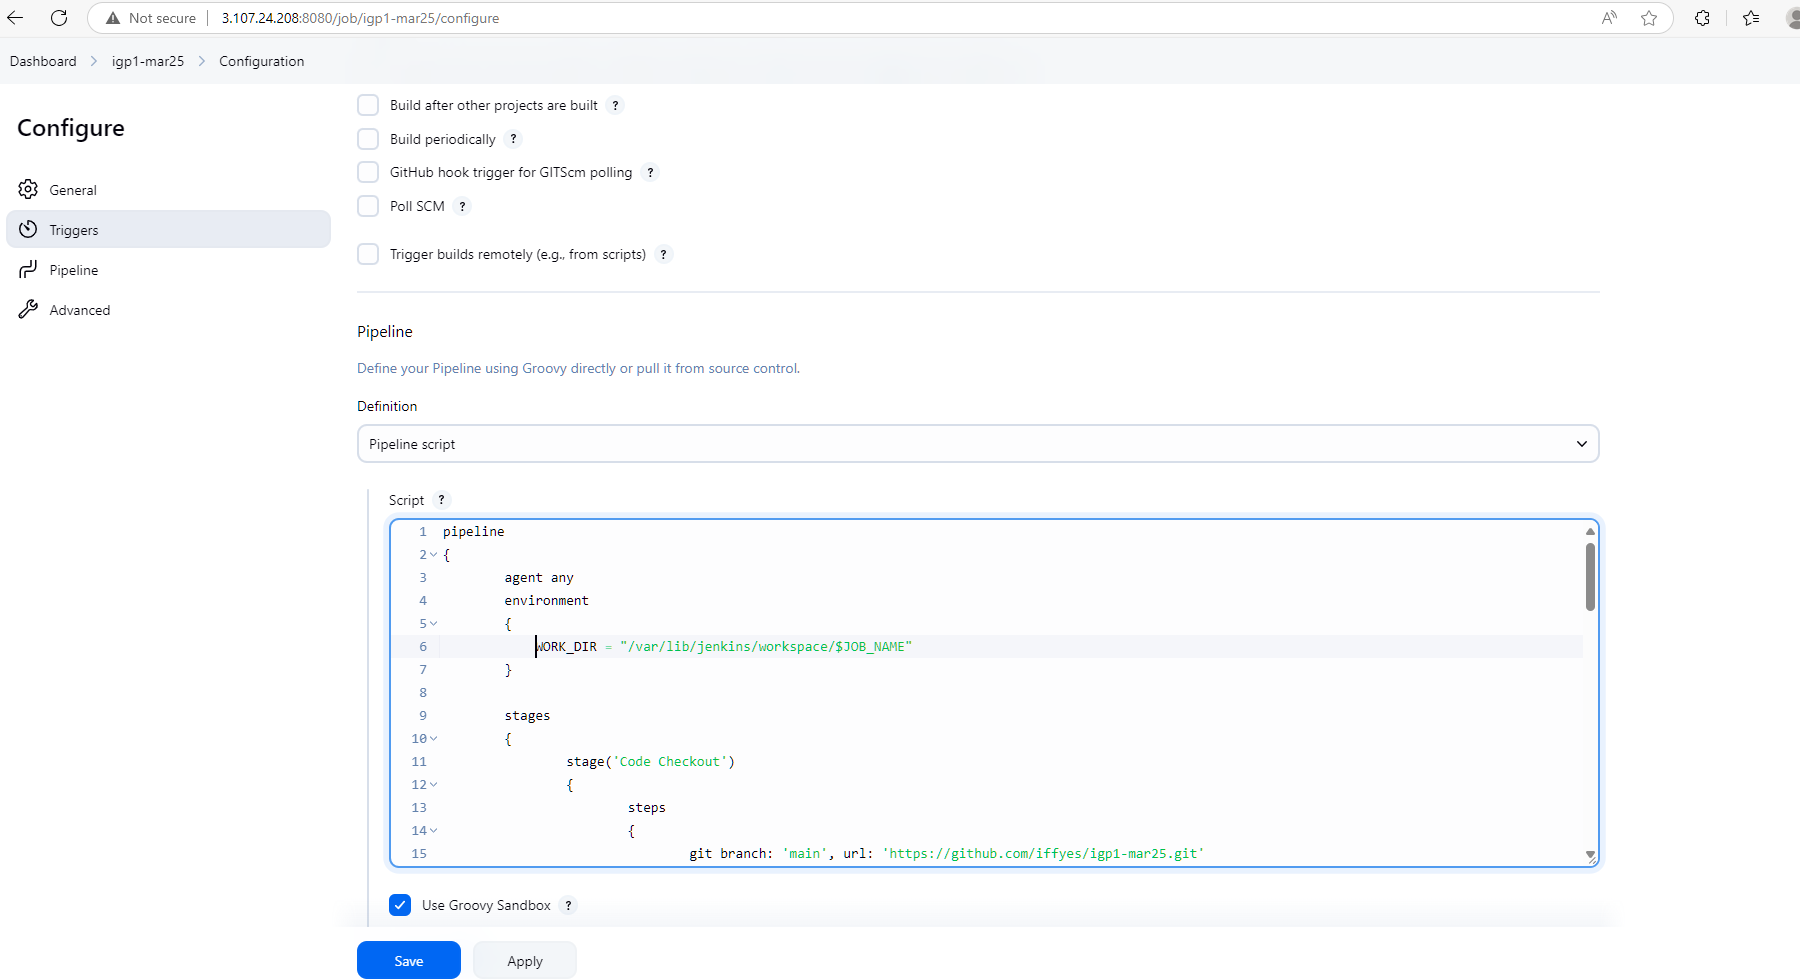 Not secure 3.107.24.208:8080/job/igp1-mar25/configure
Dashboard igp1-mar25 Configuration
Configure
General
Triggers
Pipeline
Advanced
Build after other projects are built ?
Build periodically ?
GitHub hook trigger for GITScm polling ?
Poll SCM ?
Trigger builds remotely (e.g., from scripts) ?
Pipeline
Define your Pipeline using Groovy directly or pull it from source control.
Definition
Pipeline script
Script ?
1 pipeline
2 {
3 agent any
4 environment
5 {
6 WORK_DIR = "/var/lib/jenkins/workspace/$JOB_NAME"
7 }
8
9 stages
10 {
11 stage('Code Checkout')
12 {
13 steps
14 {
15 git branch: 'main', url: 'https://github.com/iffyes/igp1-mar25.git'
Use Groovy Sandbox ?
Save Apply